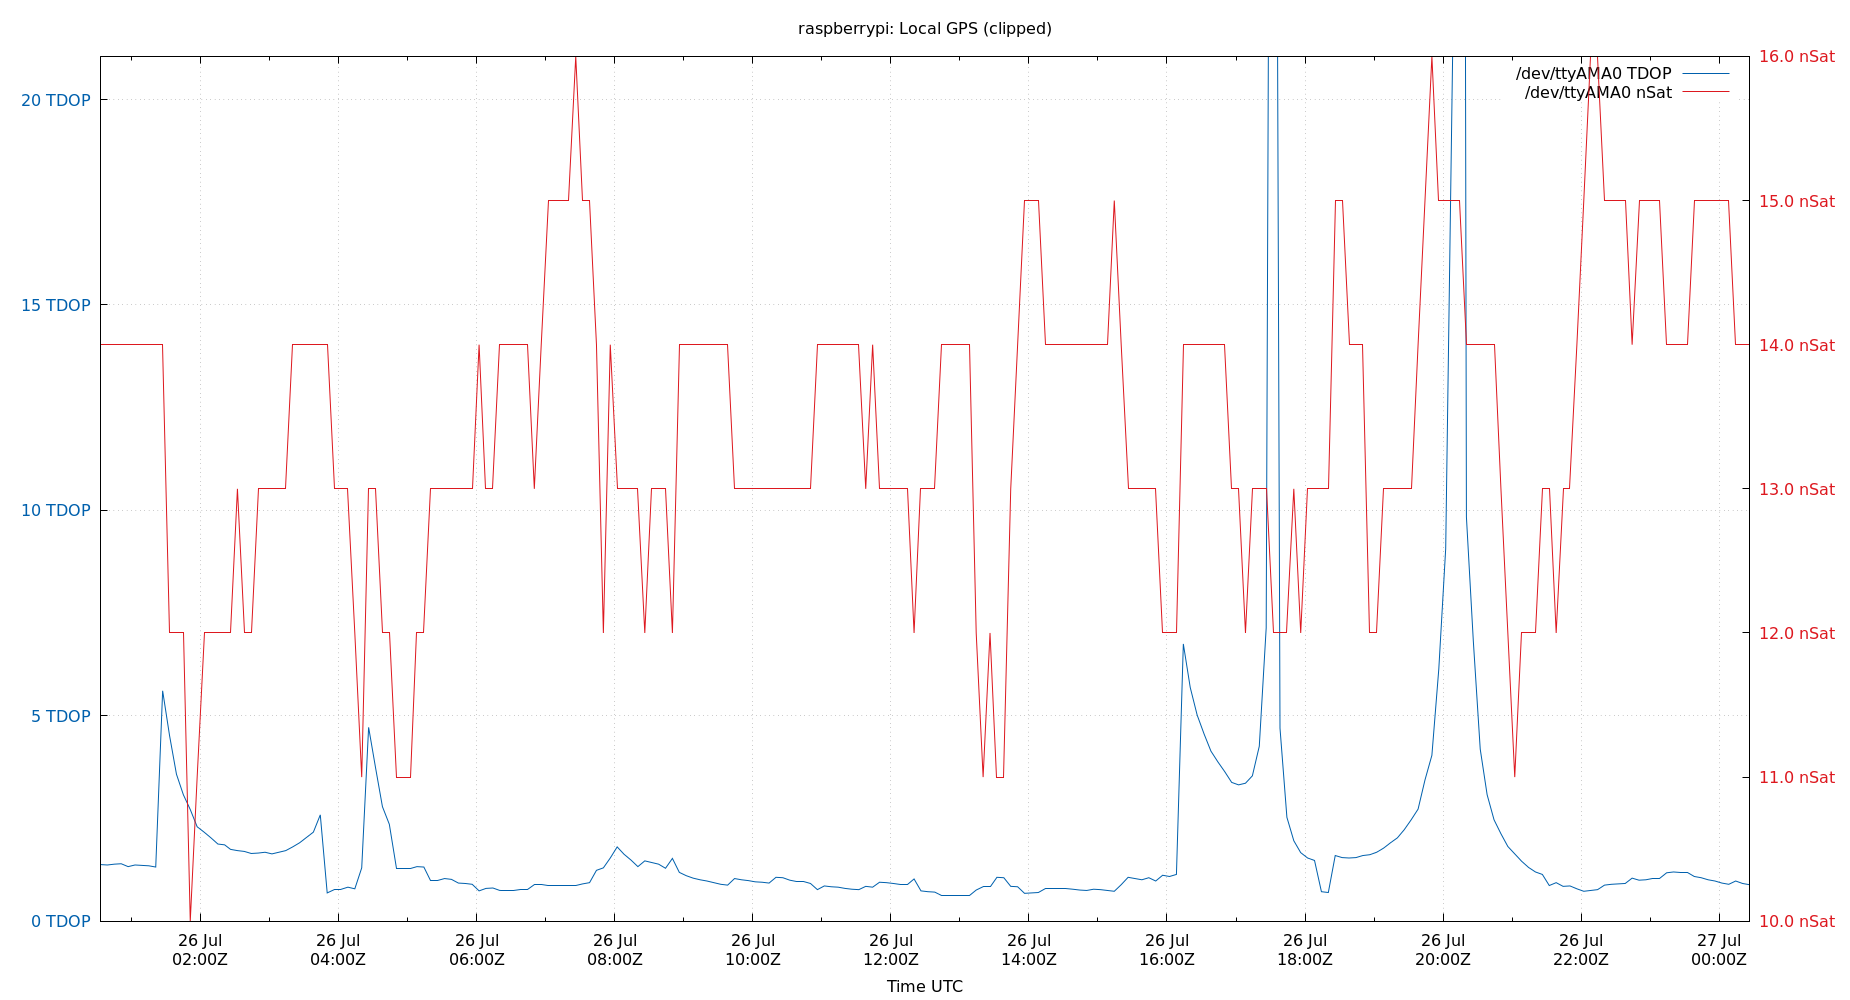 raspberrypi: Local GPS (clipped)
/dev/ttyAMA0 TDOP
/dev/ttyAMA0 nSat
20 TDOP
15 TDOP
10 TDOP
5 TDOP
0 TDOP
16.0 nSat
15.0 nSat
14.0 nSat
13.0 nSat
12.0 nSat
11.0 nSat
10.0 nSat
26 Jul 26 Jul 26 Jul 26 Jul 26 Jul 26 Jul 26 Jul 26 Jul 26 Jul 26 Jul 26 Jul 27 Jul
02:00Z 04:00Z 06:00Z 08:00Z 10:00Z 12:00Z 14:00Z 16:00Z 18:00Z 20:00Z 22:00Z 00:00Z
Time UTC